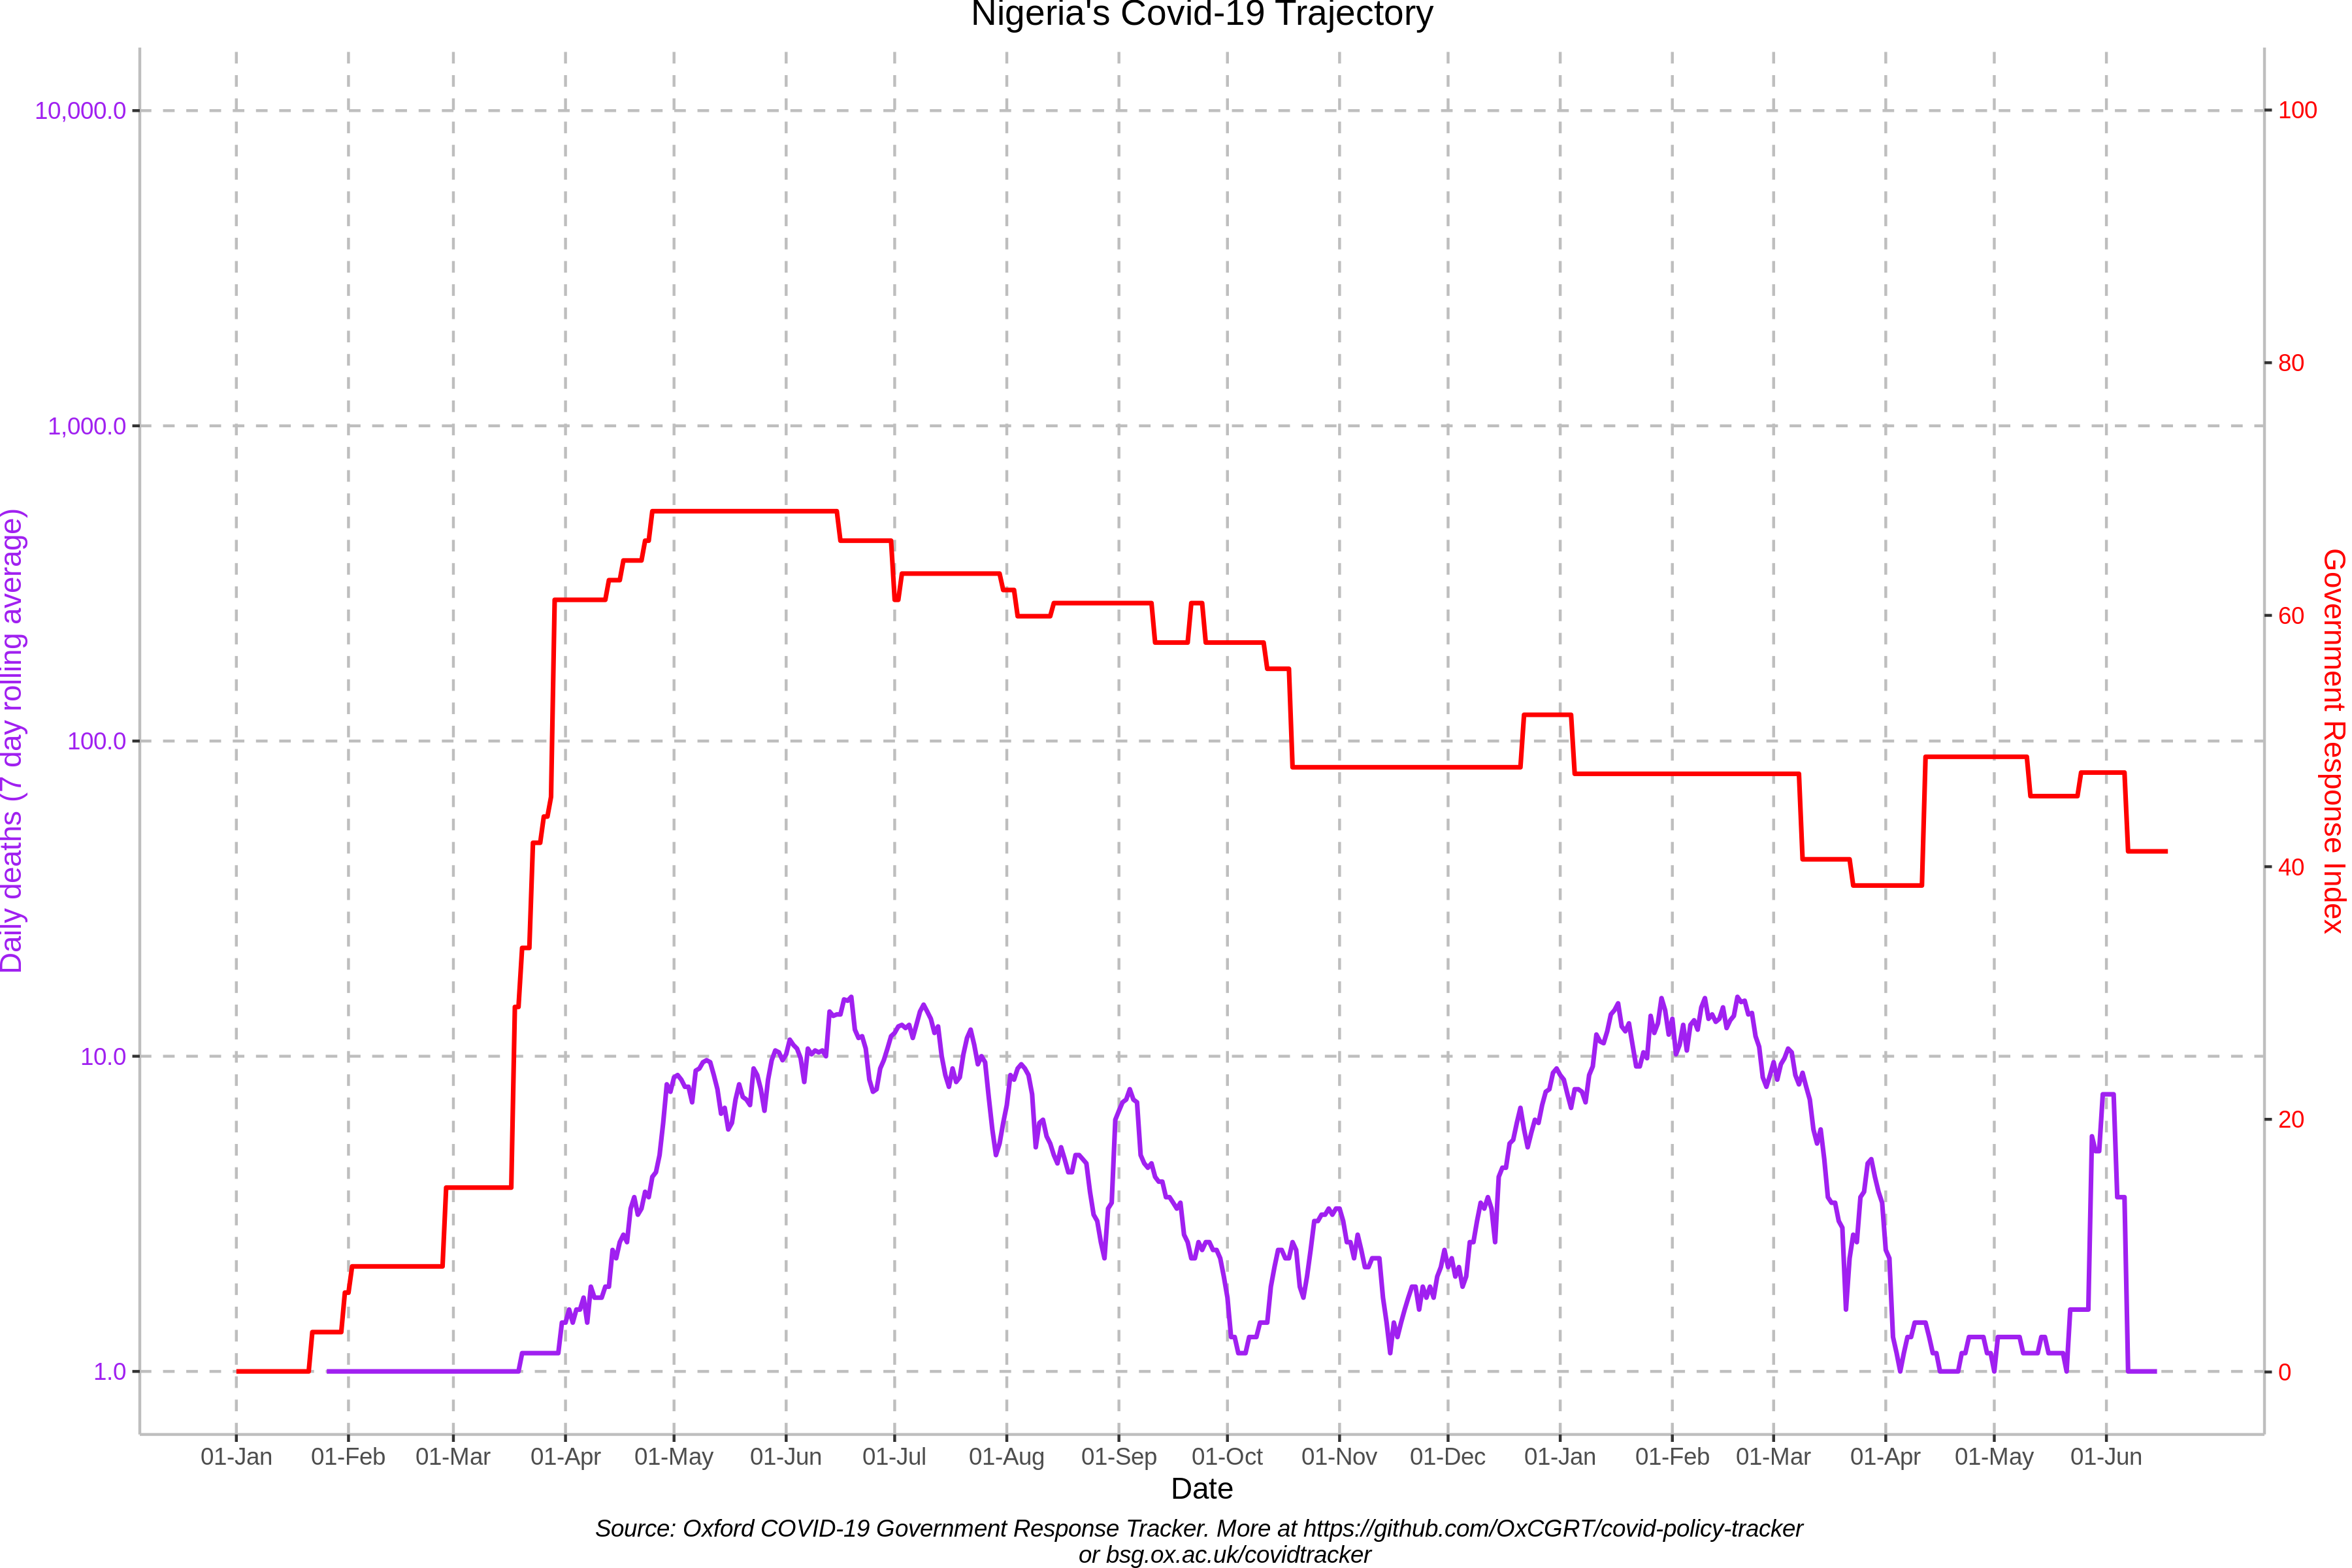 Nigeria's Covid-19 Trajectory
10,000.0
1,000.0
100.0
10.0
1.0
Daily deaths (7 day rolling average)
100
80
60
40
20
0
Government Response Index
01-Jan 01-Feb 01-Mar 01-Apr 01-May 01-Jun 01-Jul 01-Aug 01-Sep 01-Oct 01-Nov 01-Dec 01-Jan 01-Feb 01-Mar 01-Apr 01-May 01-Jun
Date
Source: Oxford COVID-19 Government Response Tracker. More at https://github.com/OxCGRT/covid-policy-tracker
or bsg.ox.ac.uk/covidtracker